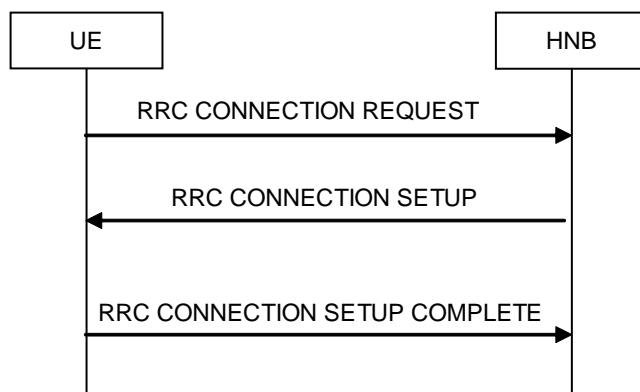 UE
HNB
RRC CONNECTION REQUEST
RRC CONNECTION SETUP
RRC CONNECTION SETUP COMPLETE